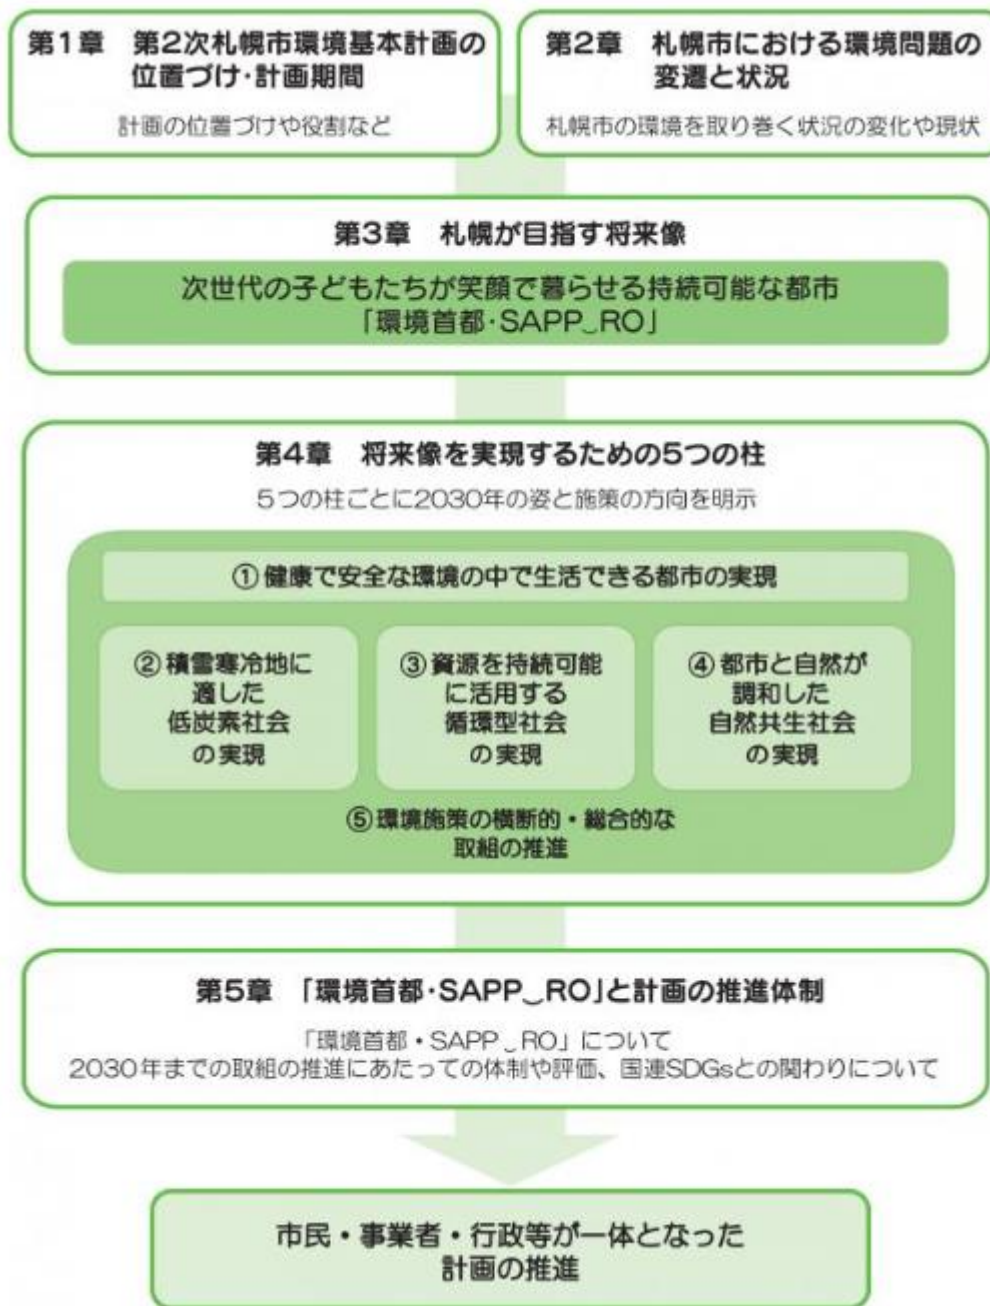 第1章 第2次札幌市環境基本計画の
位置づけ・計画期間
計画の位置づけや役割など
第2章 札幌市における環境問題の
変遷と状況
札幌市の環境を取り巻く状況の変化や現状
第3章 札幌が目指す将来像
次世代の子どもたちが笑顔で暮らせる持続可能な都市
「環境首都・SAPP‿RO」
第4章 将来像を実現するための5つの柱
5つの柱ごとに2030年の姿と施策の方向を明示
①健康で安全な環境の中で生活できる都市の実現
②積雪寒冷地に
適した
低炭素社会
の実現
③資源を持続可能
に活用する
循環型社会
の実現
④都市と自然が
調和した
自然共生社会
の実現
⑤環境施策の横断的・総合的な
取組の推進
第5章 「環境首都・SAPP‿RO」と計画の推進体制
「環境首都・SAPP‿RO」について
2030年までの取組の推進にあたっての体制や評価、国連SDGsとの関わりについて
市民・事業者・行政等が一体となった
計画の推進